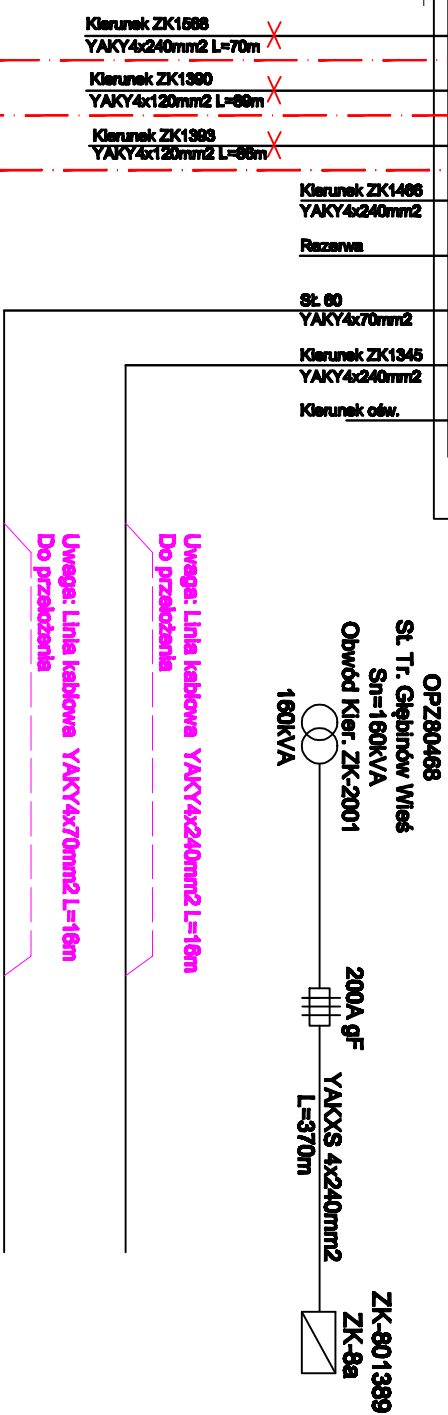 Kierunek ZK1568
YAKY4x240mm2 L=70m
Kierunek ZK1390
YAKY4x120mm2 L=69m
Kierunek ZK1393
YAKY4x120mm2 L=66m
Kierunek ZK1466
YAKY4x240mm2
Rezerwa
SŁ 60
YAKY4x70mm2
Kierunek ZK1345
YAKY4x240mm2
Kierunek ośw.
OPZ80468
St. Tr. Głębinów Wieś
Sn=160kVA
Obwód Kier. ZK-2001
160kVA
200A gF
YAKXS 4x240mm2
L=370m
ZK-801389
ZK-8a
Uwaga: Linia kablowa YAKY4x240mm2 L=16m
Do przełożenia
Uwaga: Linia kablowa YAKY4x70mm2 L=16m
Do przełożenia